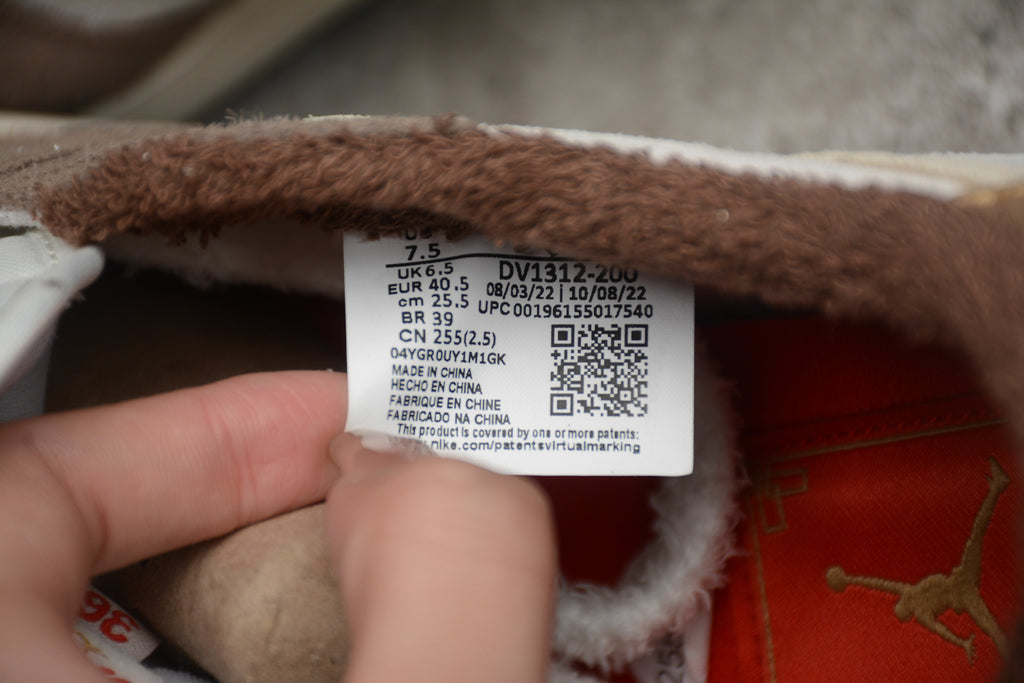 7.5
UK 6.5
EUR 40.5
cm 25.5
BR 39
CN 255(2.5)
04YGR0UY1M1GK
MADE IN CHINA
HECHO EN CHINA
FABRIQUE EN CHINE
FABRICADO NA CHINA
DV1312-200
08/03/22 | 10/08/22
UPC00196155017540
This product is covered by one or more patents:
nike.com/patentsvirtualmarking
36